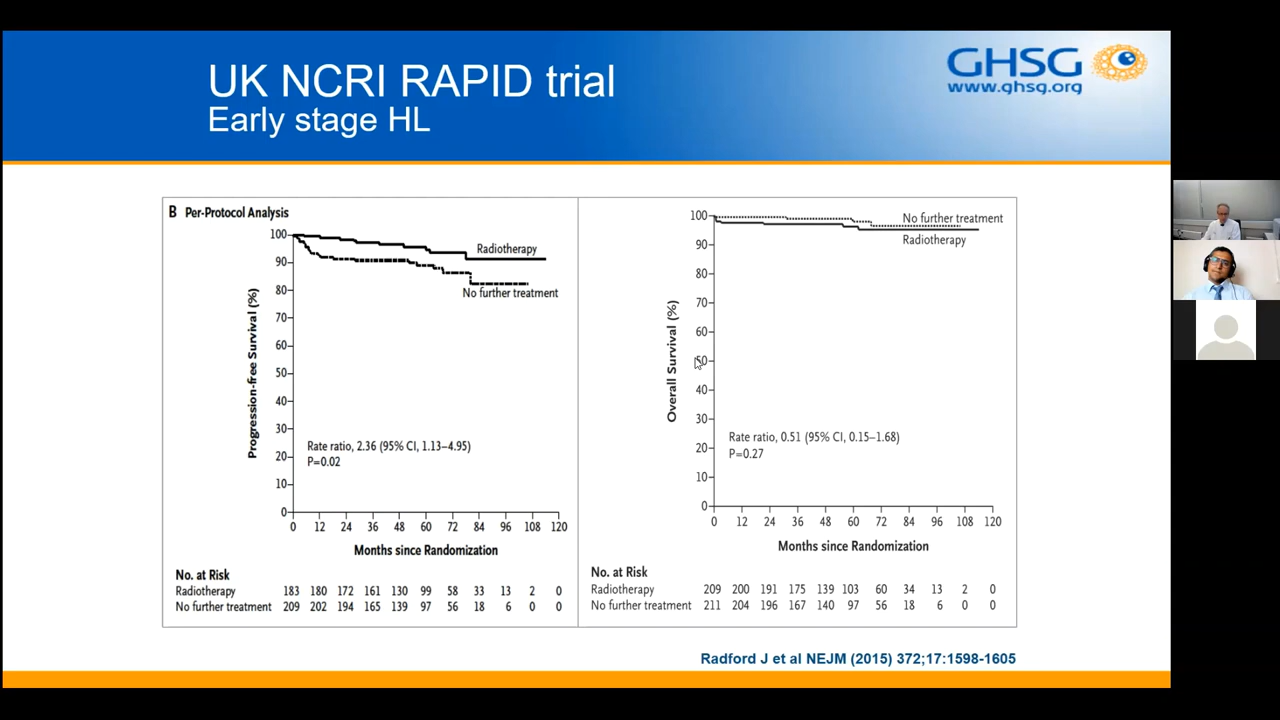 UK NCRI RAPID trial
Early stage HL
GHSG
www.ghsg.org
B Per-Protocol Analysis
100
90
80
70
60
50
40
30
20
10
0
Progression-free Survival (%)
Radiotherapy
No further treatment
Rate ratio, 2.36 (95% CI, 1.13–4.95)
P=0.02
0 12 24 36 48 60 72 84 96 108 120
Months since Randomization
No. at Risk
Radiotherapy 183 180 172 161 130 99 58 33 13 2 0
No further treatment 209 202 194 165 139 97 56 18 6 0 0
100
90
80
70
60
50
40
30
20
10
0
Overall Survival (%)
No further treatment
Radiotherapy
Rate ratio, 0.51 (95% CI, 0.15–1.68)
P=0.27
0 12 24 36 48 60 72 84 96 108 120
Months since Randomization
No. at Risk
Radiotherapy 209 200 191 175 139 103 60 34 13 2 0
No further treatment 211 204 196 167 140 97 56 18 6 0 0
Radford J et al NEJM (2015) 372;17:1598-1605